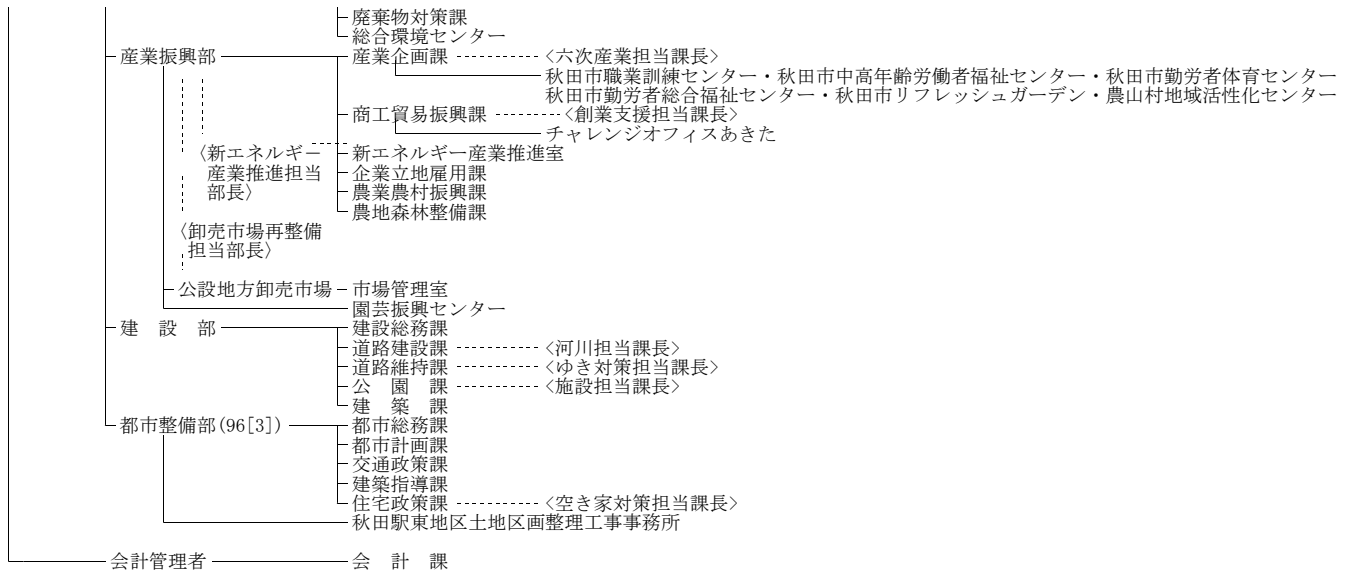 廃棄物対策課
総合環境センター
産業振興部 産業企画課 <六次産業担当課長>
秋田市職業訓練センター・秋田市中高年齢労働者福祉センター・秋田市勤労者体育センター
秋田市勤労者総合福祉センター・秋田市リフレッシュガーデン・農山村地域活性化センター
商工貿易振興課 <創業支援担当課長>
チャレンジオフィスあきた
〈新エネルギー 新エネルギー産業推進室
産業推進担当 企業立地雇用課
部長〉 農業農村振興課
農地森林整備課
〈卸売市場再整備
担当部長〉
公設地方卸売市場 市場管理室
園芸振興センター
建 設 部 建設総務課
道路建設課 <河川担当課長>
道路維持課 <ゆき対策担当課長>
公 園 課 <施設担当課長>
建 築 課
都市整備部(96[3]) 都市総務課
都市計画課
交通政策課
建築指導課
住宅政策課 <空き家対策担当課長>
秋田駅東地区土地区画整理工事事務所
会計管理者 会 計 課